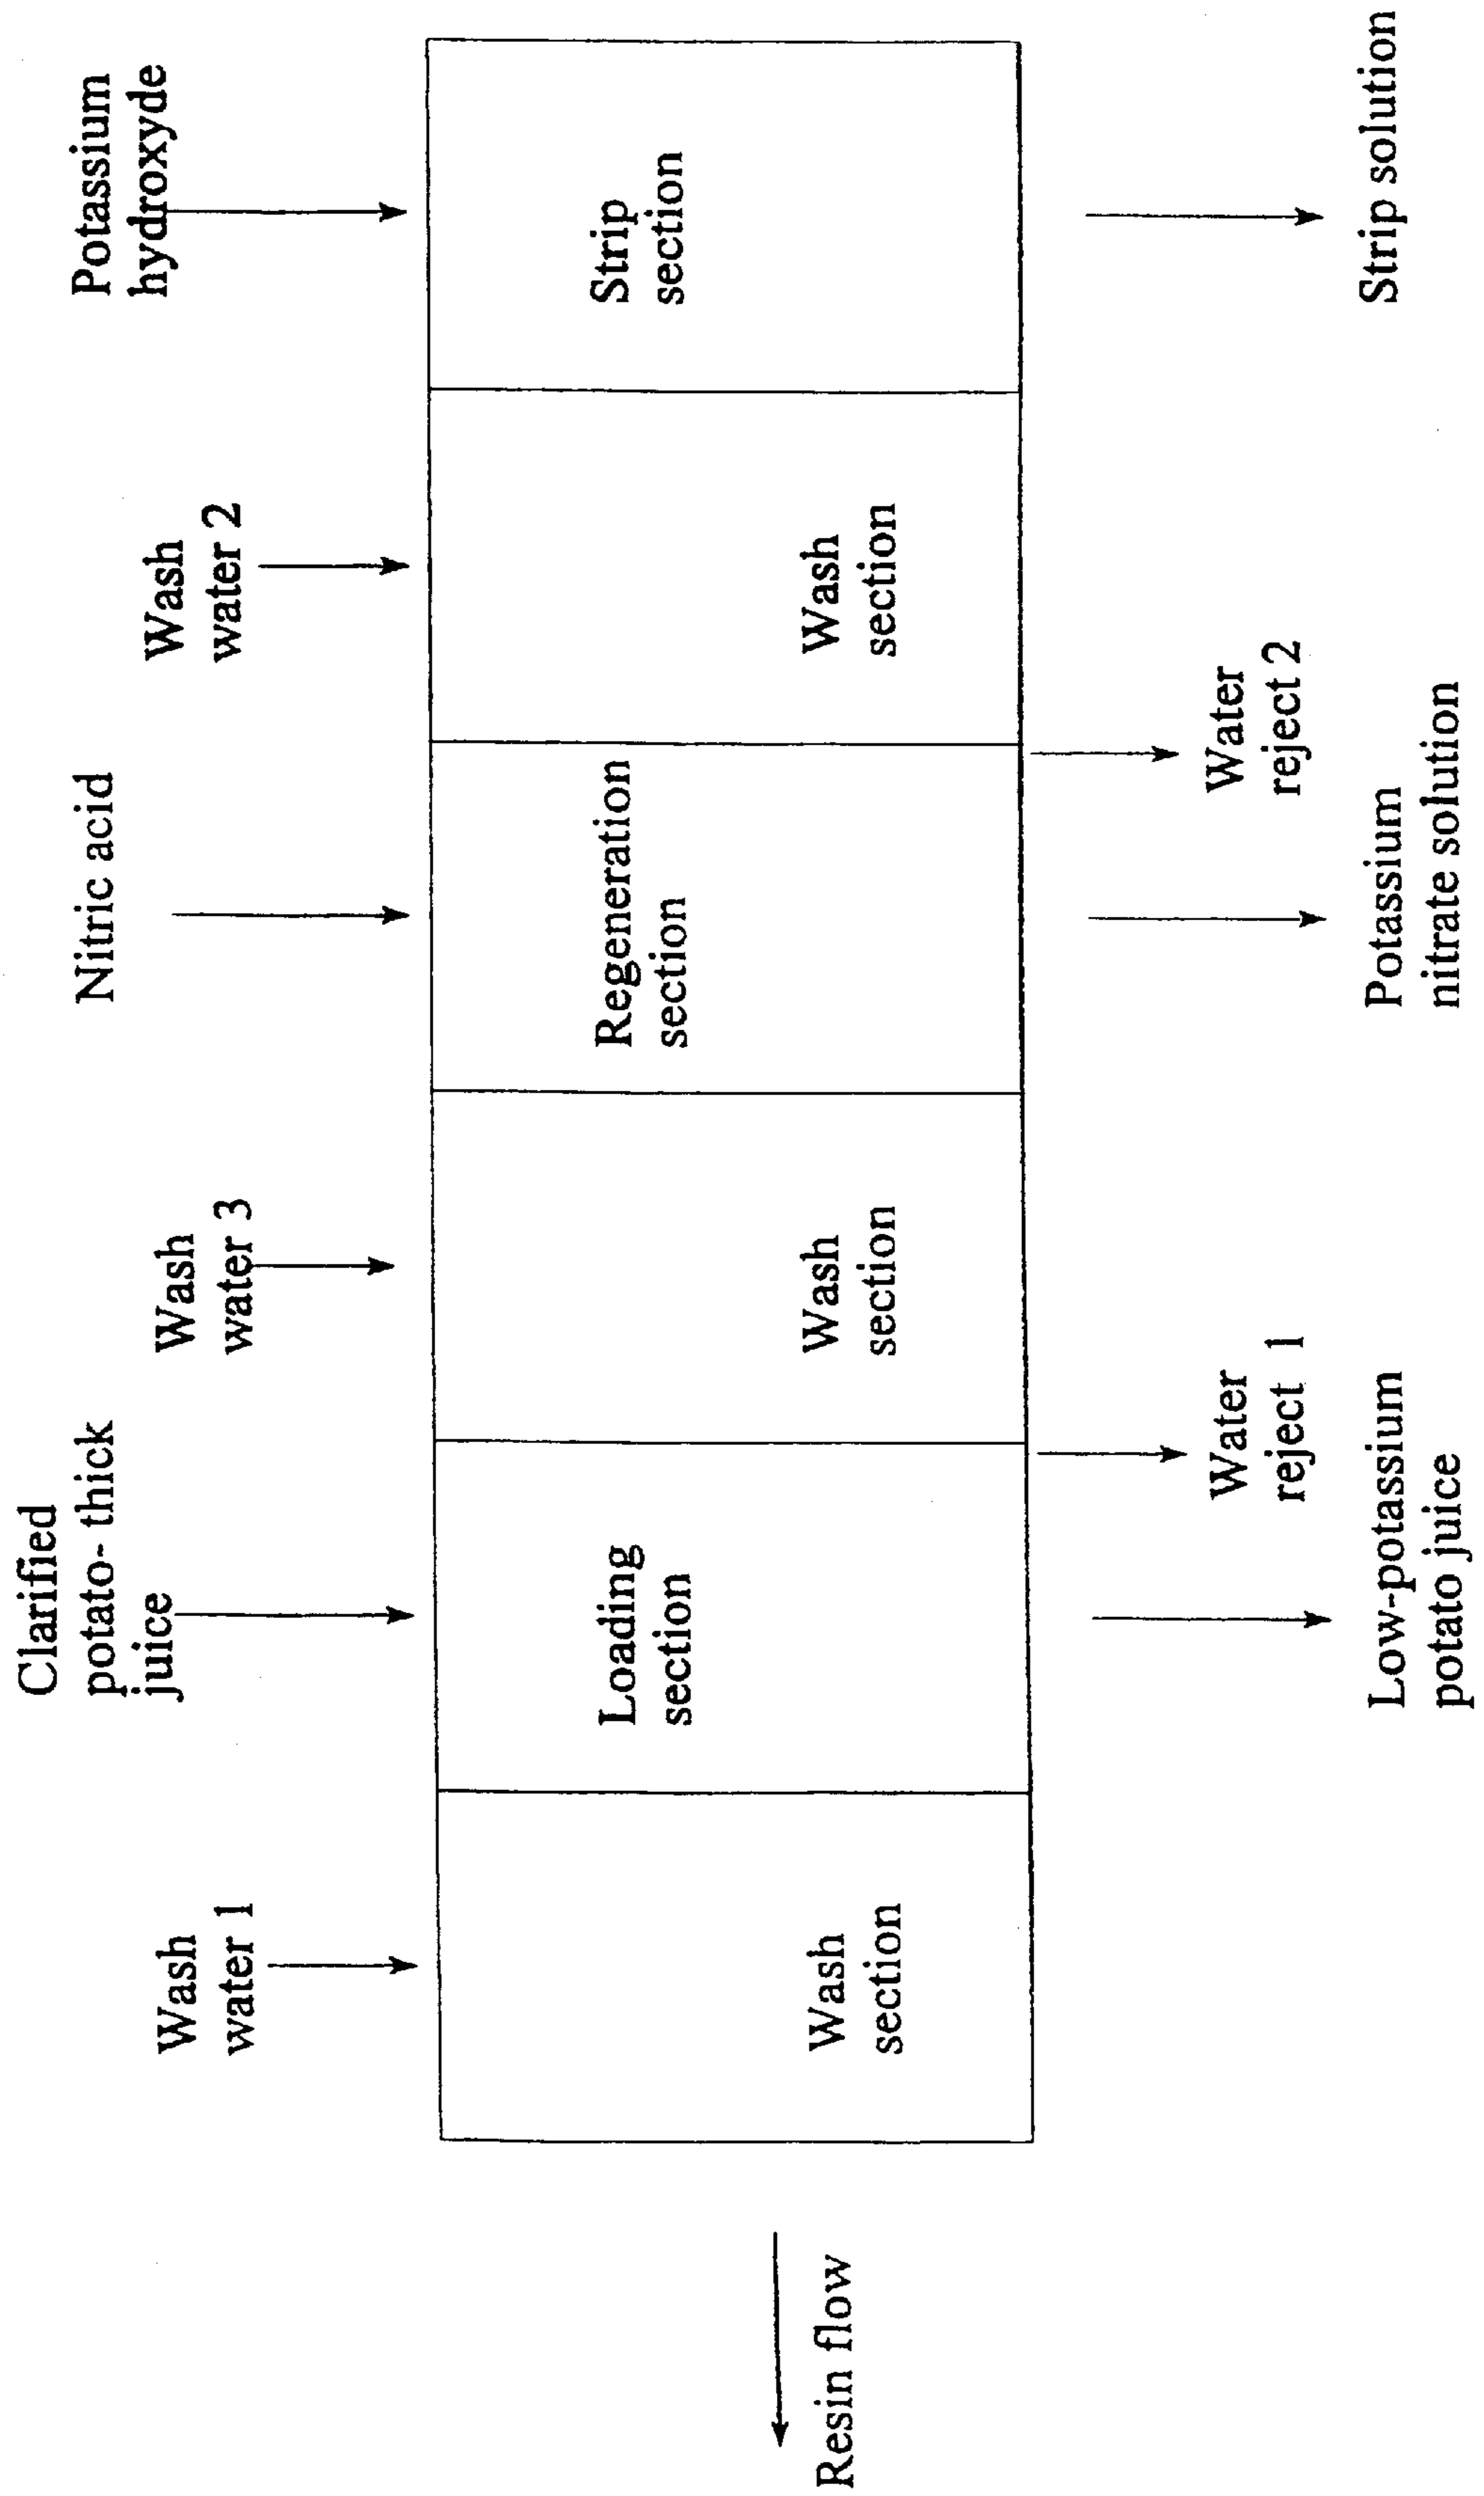 Wash
water 1
Clarified
potato- thick
juice
Wash
water 3
Nitric acid
Wash
water 2
Potassium
hydroxyde
Wash
section
Loading
section
Wash
section
Regeneration
section
Wash
section
Strip
section
Resin flow
Water
reject 1
Water
reject 2
Low-potassium
potato juice
Potassium
nitrate solution
Strip solution